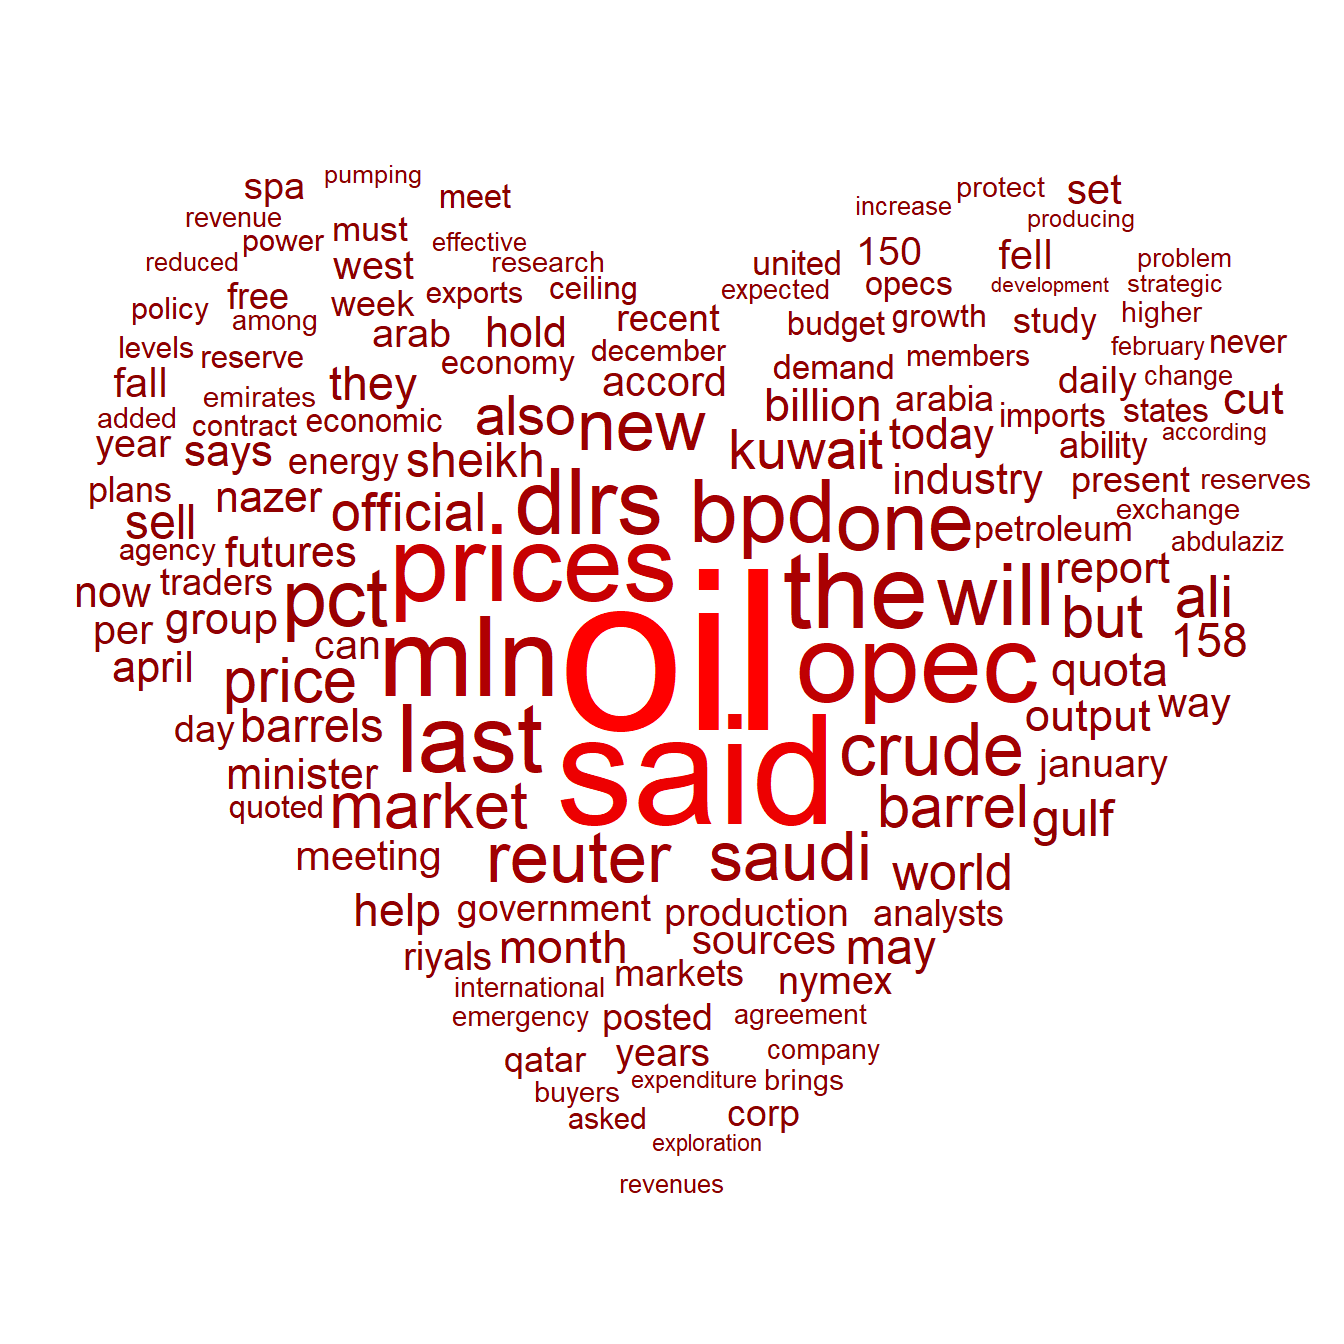 spa pumping meet protect set
revenue must increase producing
power effective 150 fell problem
reduced west research united
policy free week exports ceiling expected opecs development strategic
among arab hold recent budget growth study higher
levels reserve economy december demand members february never
fall emirates they accord billion arabia daily change cut
added contract economic also new kuwait today imports states according
year says energy sheikh industry ability
plans nazer official . dlrs bpd one present reserves
sell petroleum exchange
agency futures prices abdulaziz
now traders pct oil the will report ali
per group can mln opec but 158
april price quota way
day barrels last said crude output
minister january
quoted market barrel gulf
meeting reuter saudi world
help government production analysts
riyals month sources may
international markets nymex
emergency posted agreement
qatar years company
buyers expenditure brings
asked corp
exploration
revenues